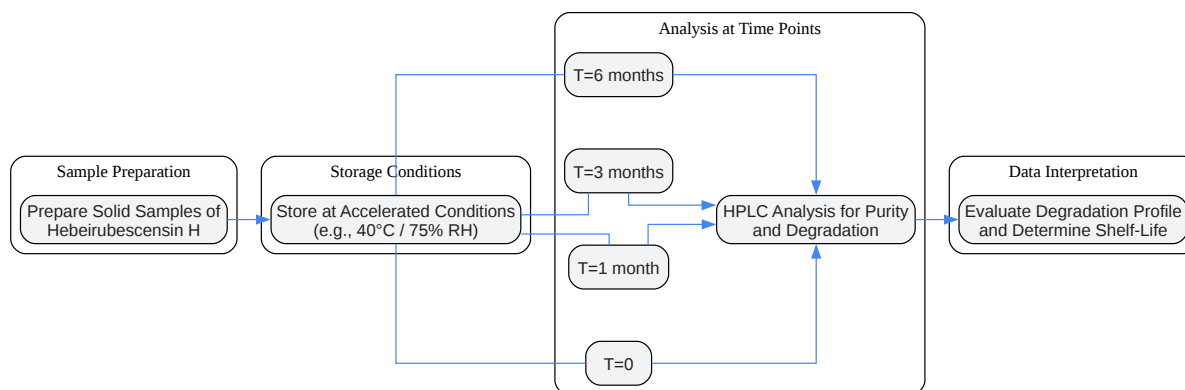 Sample Preparation
Prepare Solid Samples of
Hebeirubescensin H
Storage Conditions
Store at Accelerated Conditions
(e.g., 40°C / 75% RH)
Analysis at Time Points
T=6 months
T=3 months
T=1 month
T=0
HPLC Analysis for Purity
and Degradation
Data Interpretation
Evaluate Degradation Profile
and Determine Shelf-Life